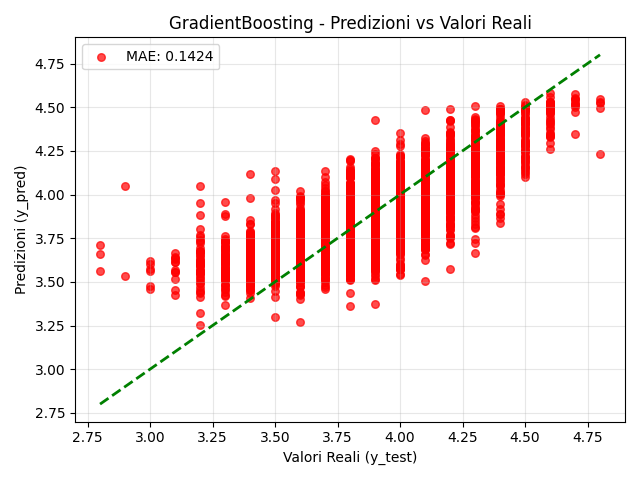 GradientBoosting - Predizioni vs Valori Reali
MAE: 0.1424
Predizioni (y_pred)
4.75
4.50
4.25
4.00
3.75
3.50
3.25
3.00
2.75
2.75 3.00 3.25 3.50 3.75 4.00 4.25 4.50 4.75
Valori Reali (y_test)